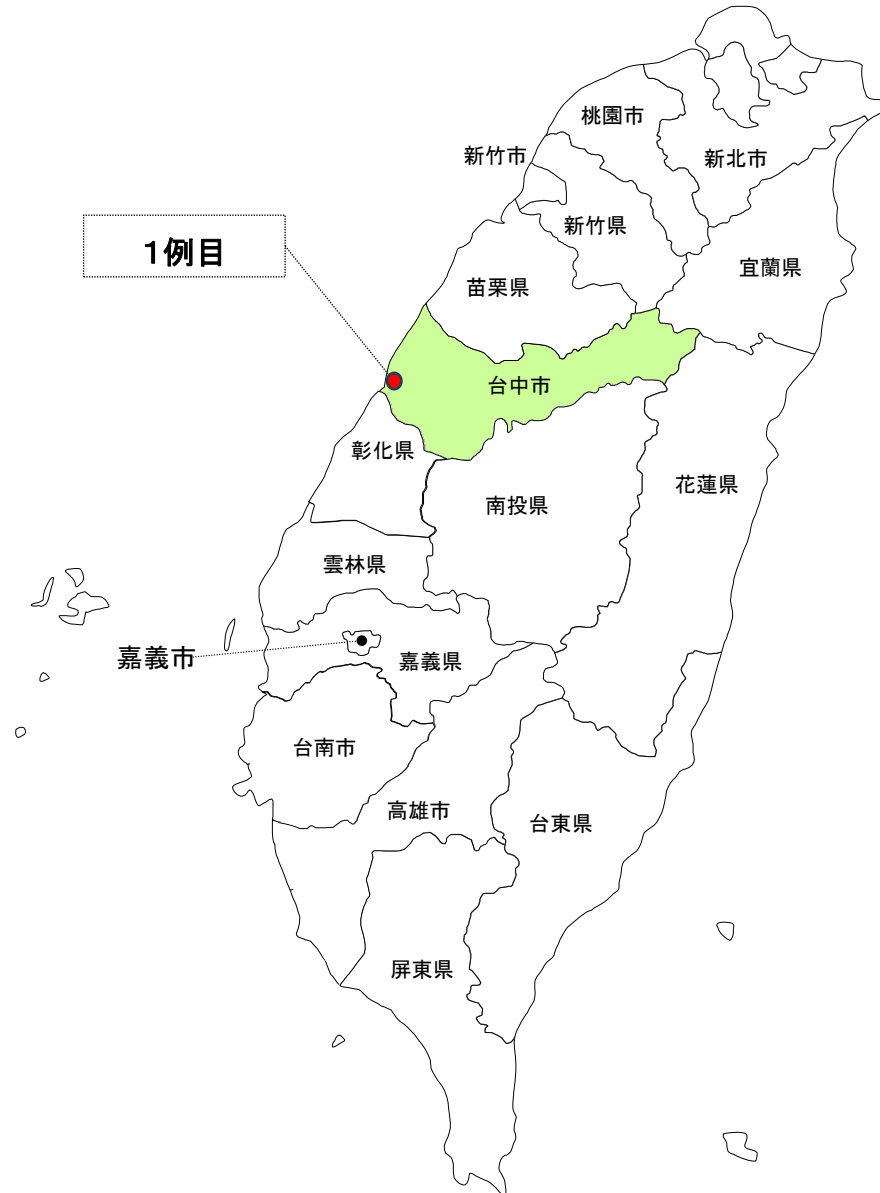 桃園市
新竹市
新北市
新竹県
1例目
宜蘭県
苗栗県
台中市
彰化県
花蓮県
南投県
雲林県
嘉義市
嘉義県
台南市
高雄市
台東県
屏東県